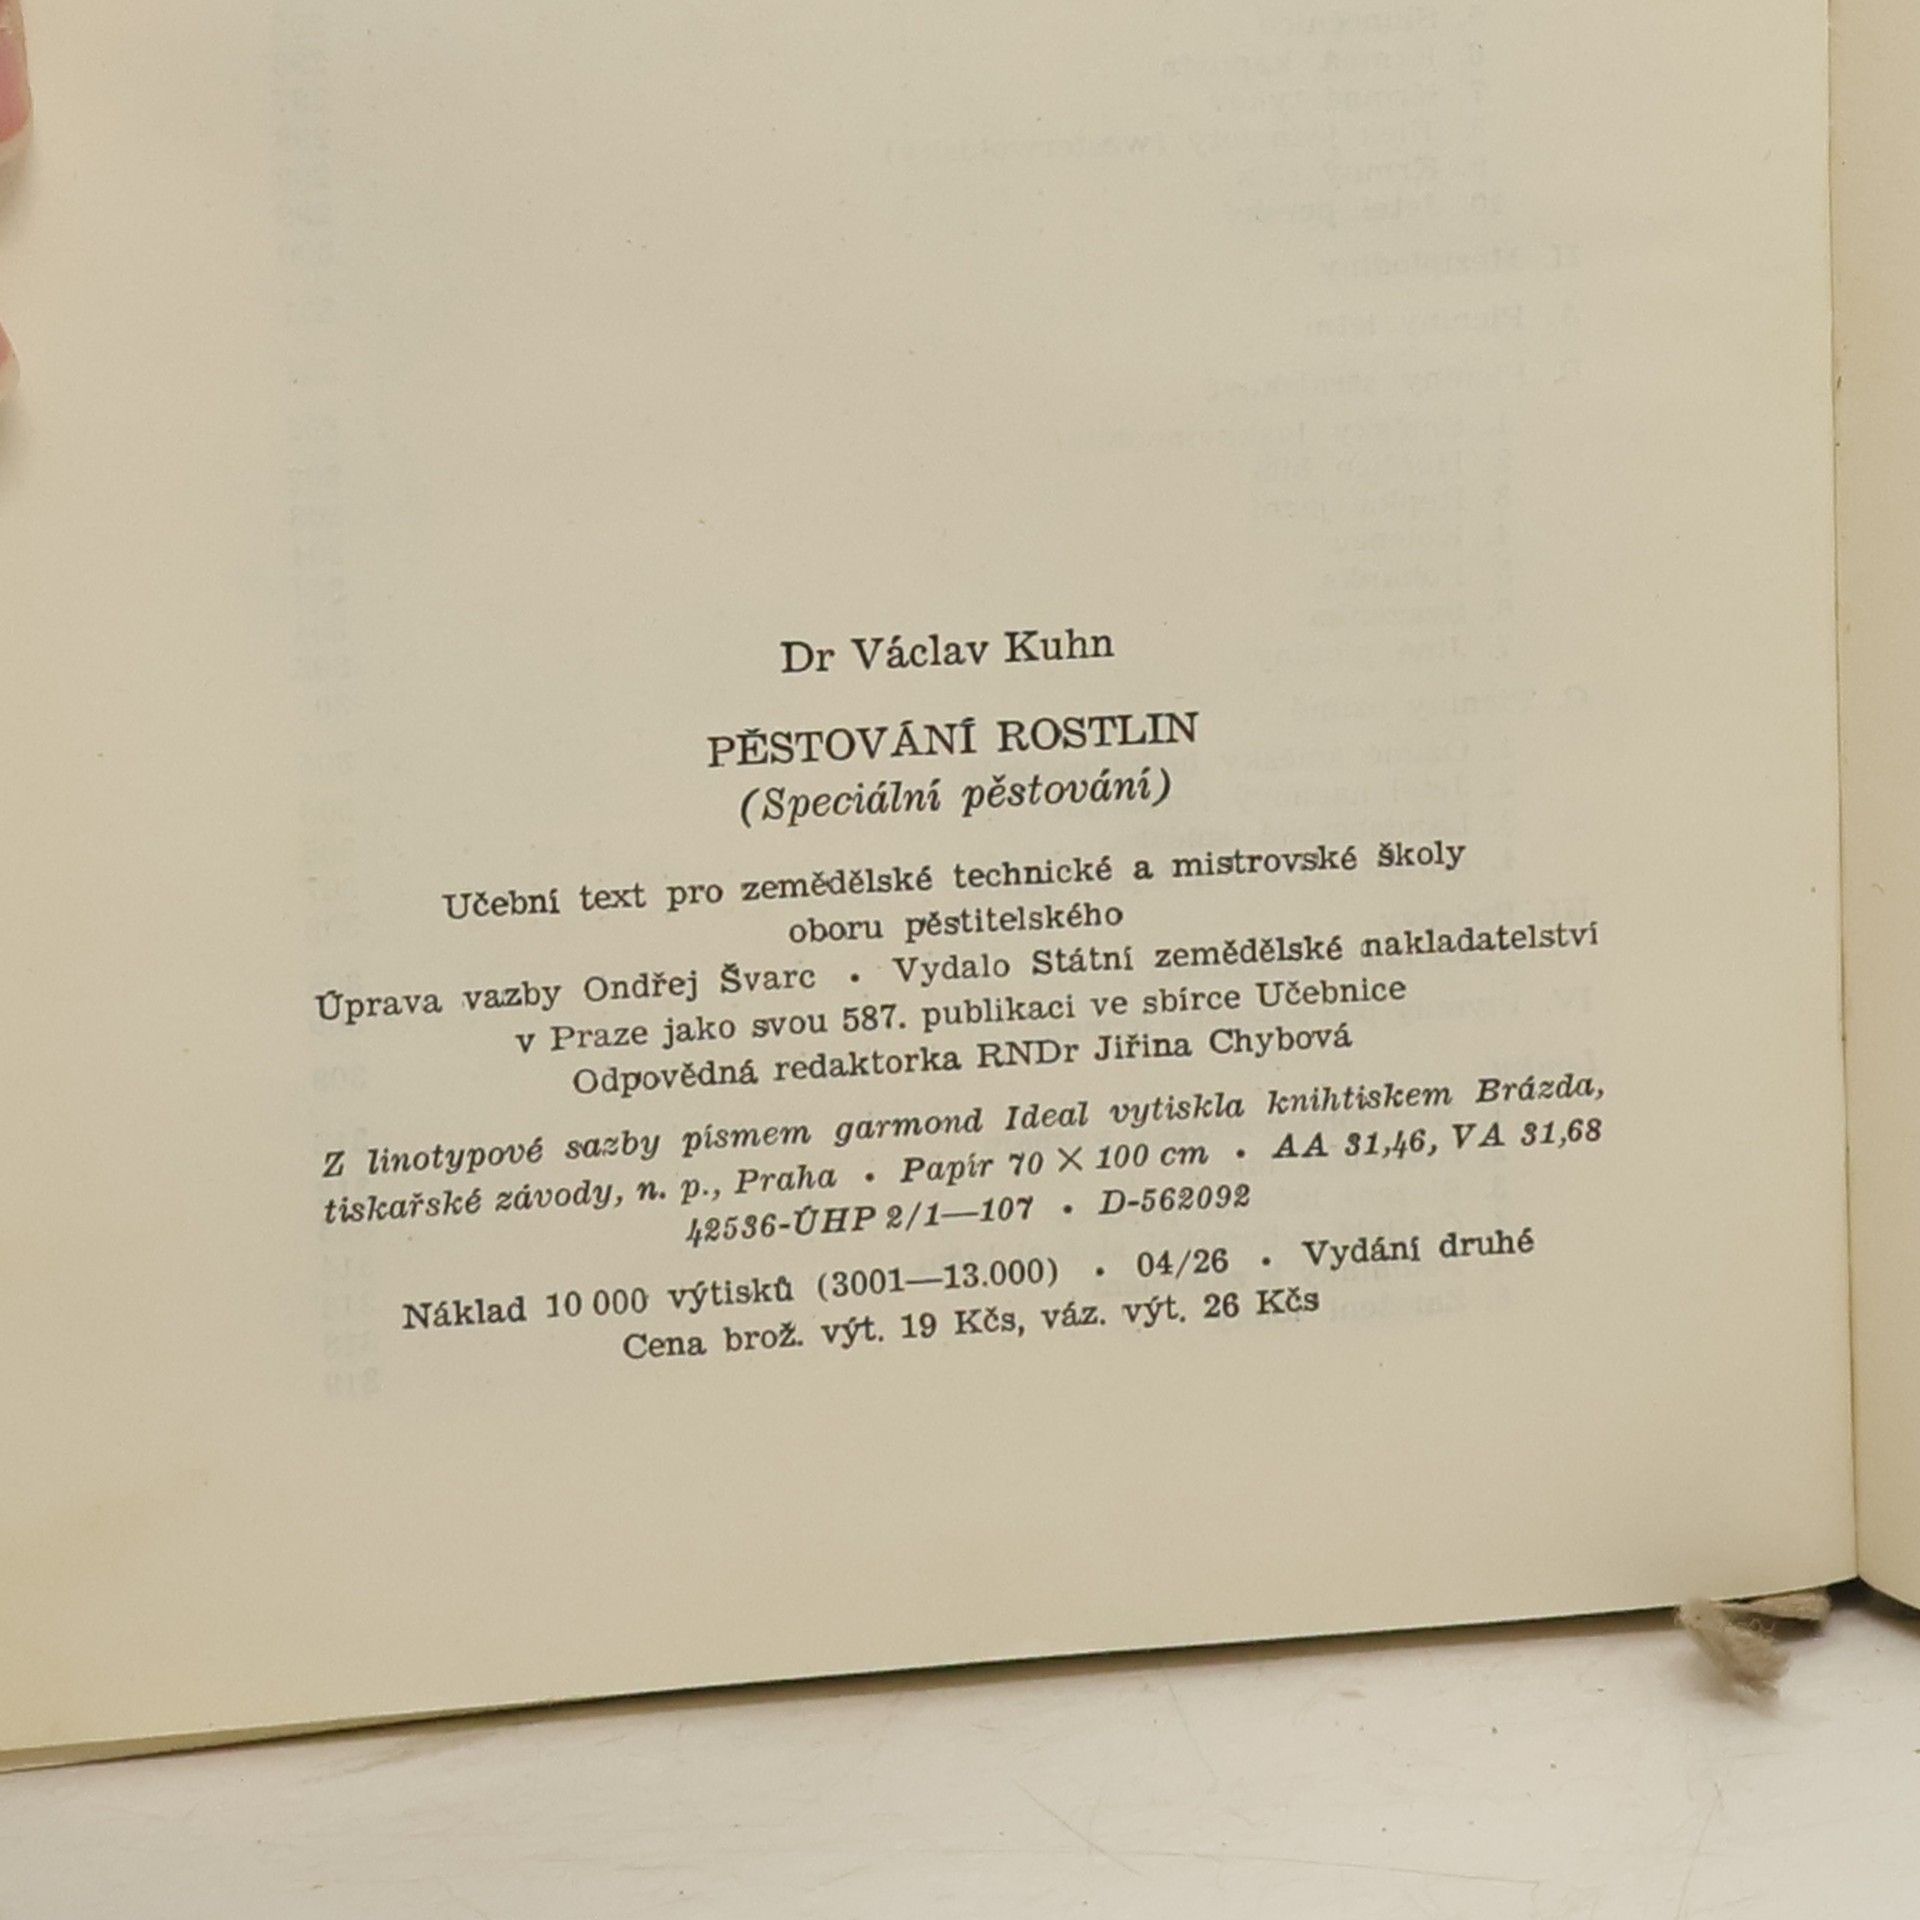 Dr Václav Kuhn
PĚSTOVÁNÍ ROSTLIN
(Speciální pěstování)
Učební text pro zemědělské technické a mistrovské školy
oboru pěstitelského
Úprava vazby Ondřej Švarc • Vydalo Státní zemědělské nakladatelství
v Praze jako svou 587. publikaci ve sbírce Učebnice
Odpovědná redaktorka RNDr Jiřina Chybová
Z linotypové sazby písmem garmond Ideal vytiskla knihtiskem Brázda,
tiskařské závody, n. p., Praha • Papír 70 × 100 cm • AA 31,46, VA 31,68
42536-ÚHP 2/1—107 • D-562092
Náklad 10 000 výtisků (3001—13.000) • 04/26 • Vydání druhé
Cena brož. výt. 19 Kčs, váz. výt. 26 Kčs